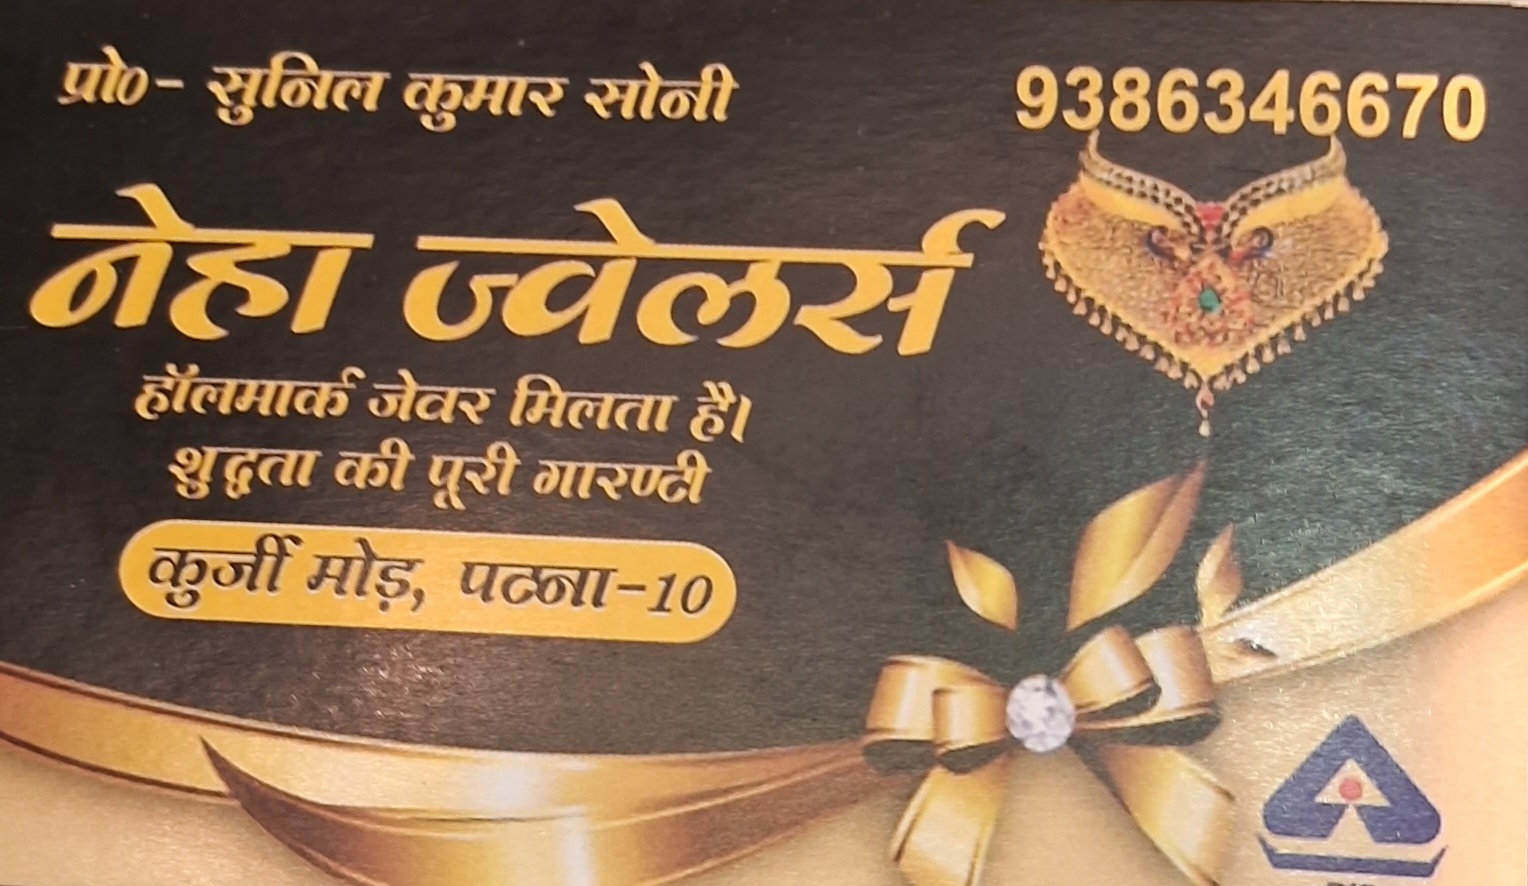 प्रो०- सुनिल कुमार सोनी
9386346670
नेहा ज्वेलर्स
हॉलमार्क जेवर मिलता है।
शुद्धता की पूरी गारण्टी
कुर्जी मोड़, पटना-10